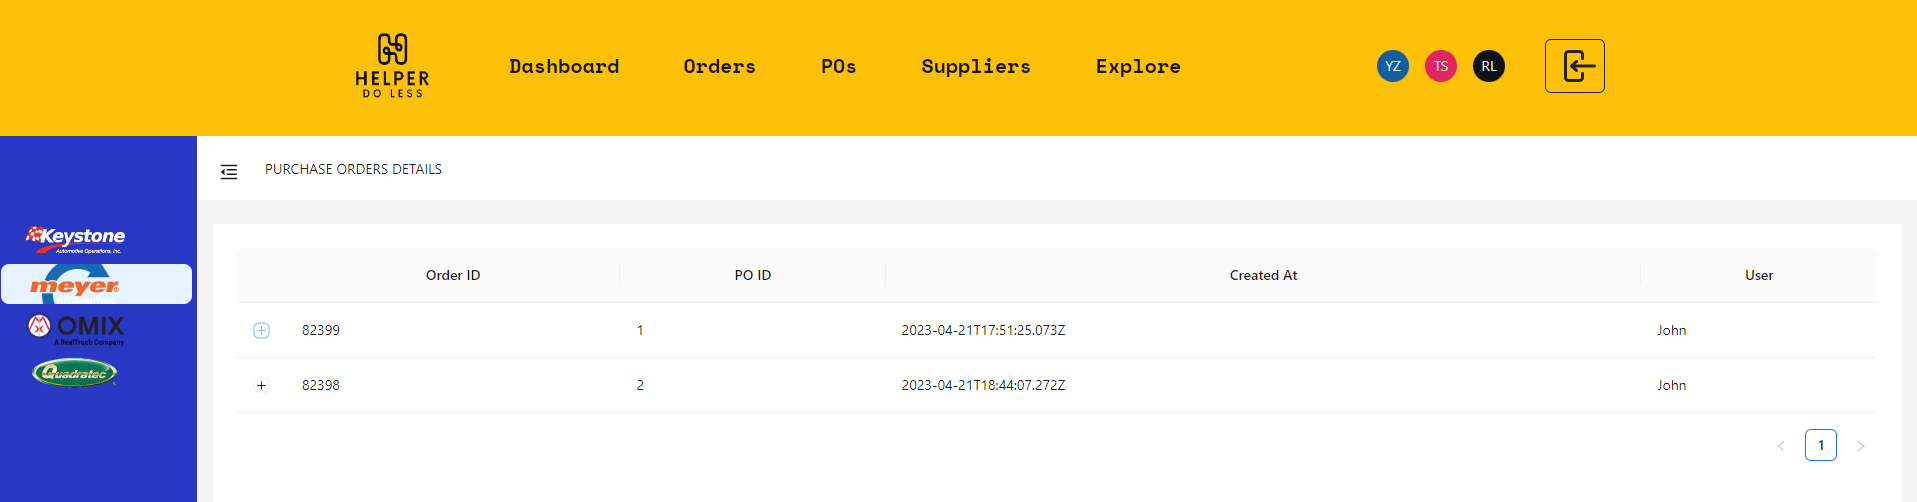 HELPER
DO LESS
Dashboard
Orders
POs
Suppliers
Explore
YZ
TS
RL
PURCHASE ORDERS DETAILS
Keystone
Automotive Operations, Inc.
meyer®
OMIX
A RealTruck Company
Quadratec
Order ID PO ID Created At User
82399 1 2023-04-21T17:51:25.073Z John
82398 2 2023-04-21T18:44:07.272Z John
< 1 >